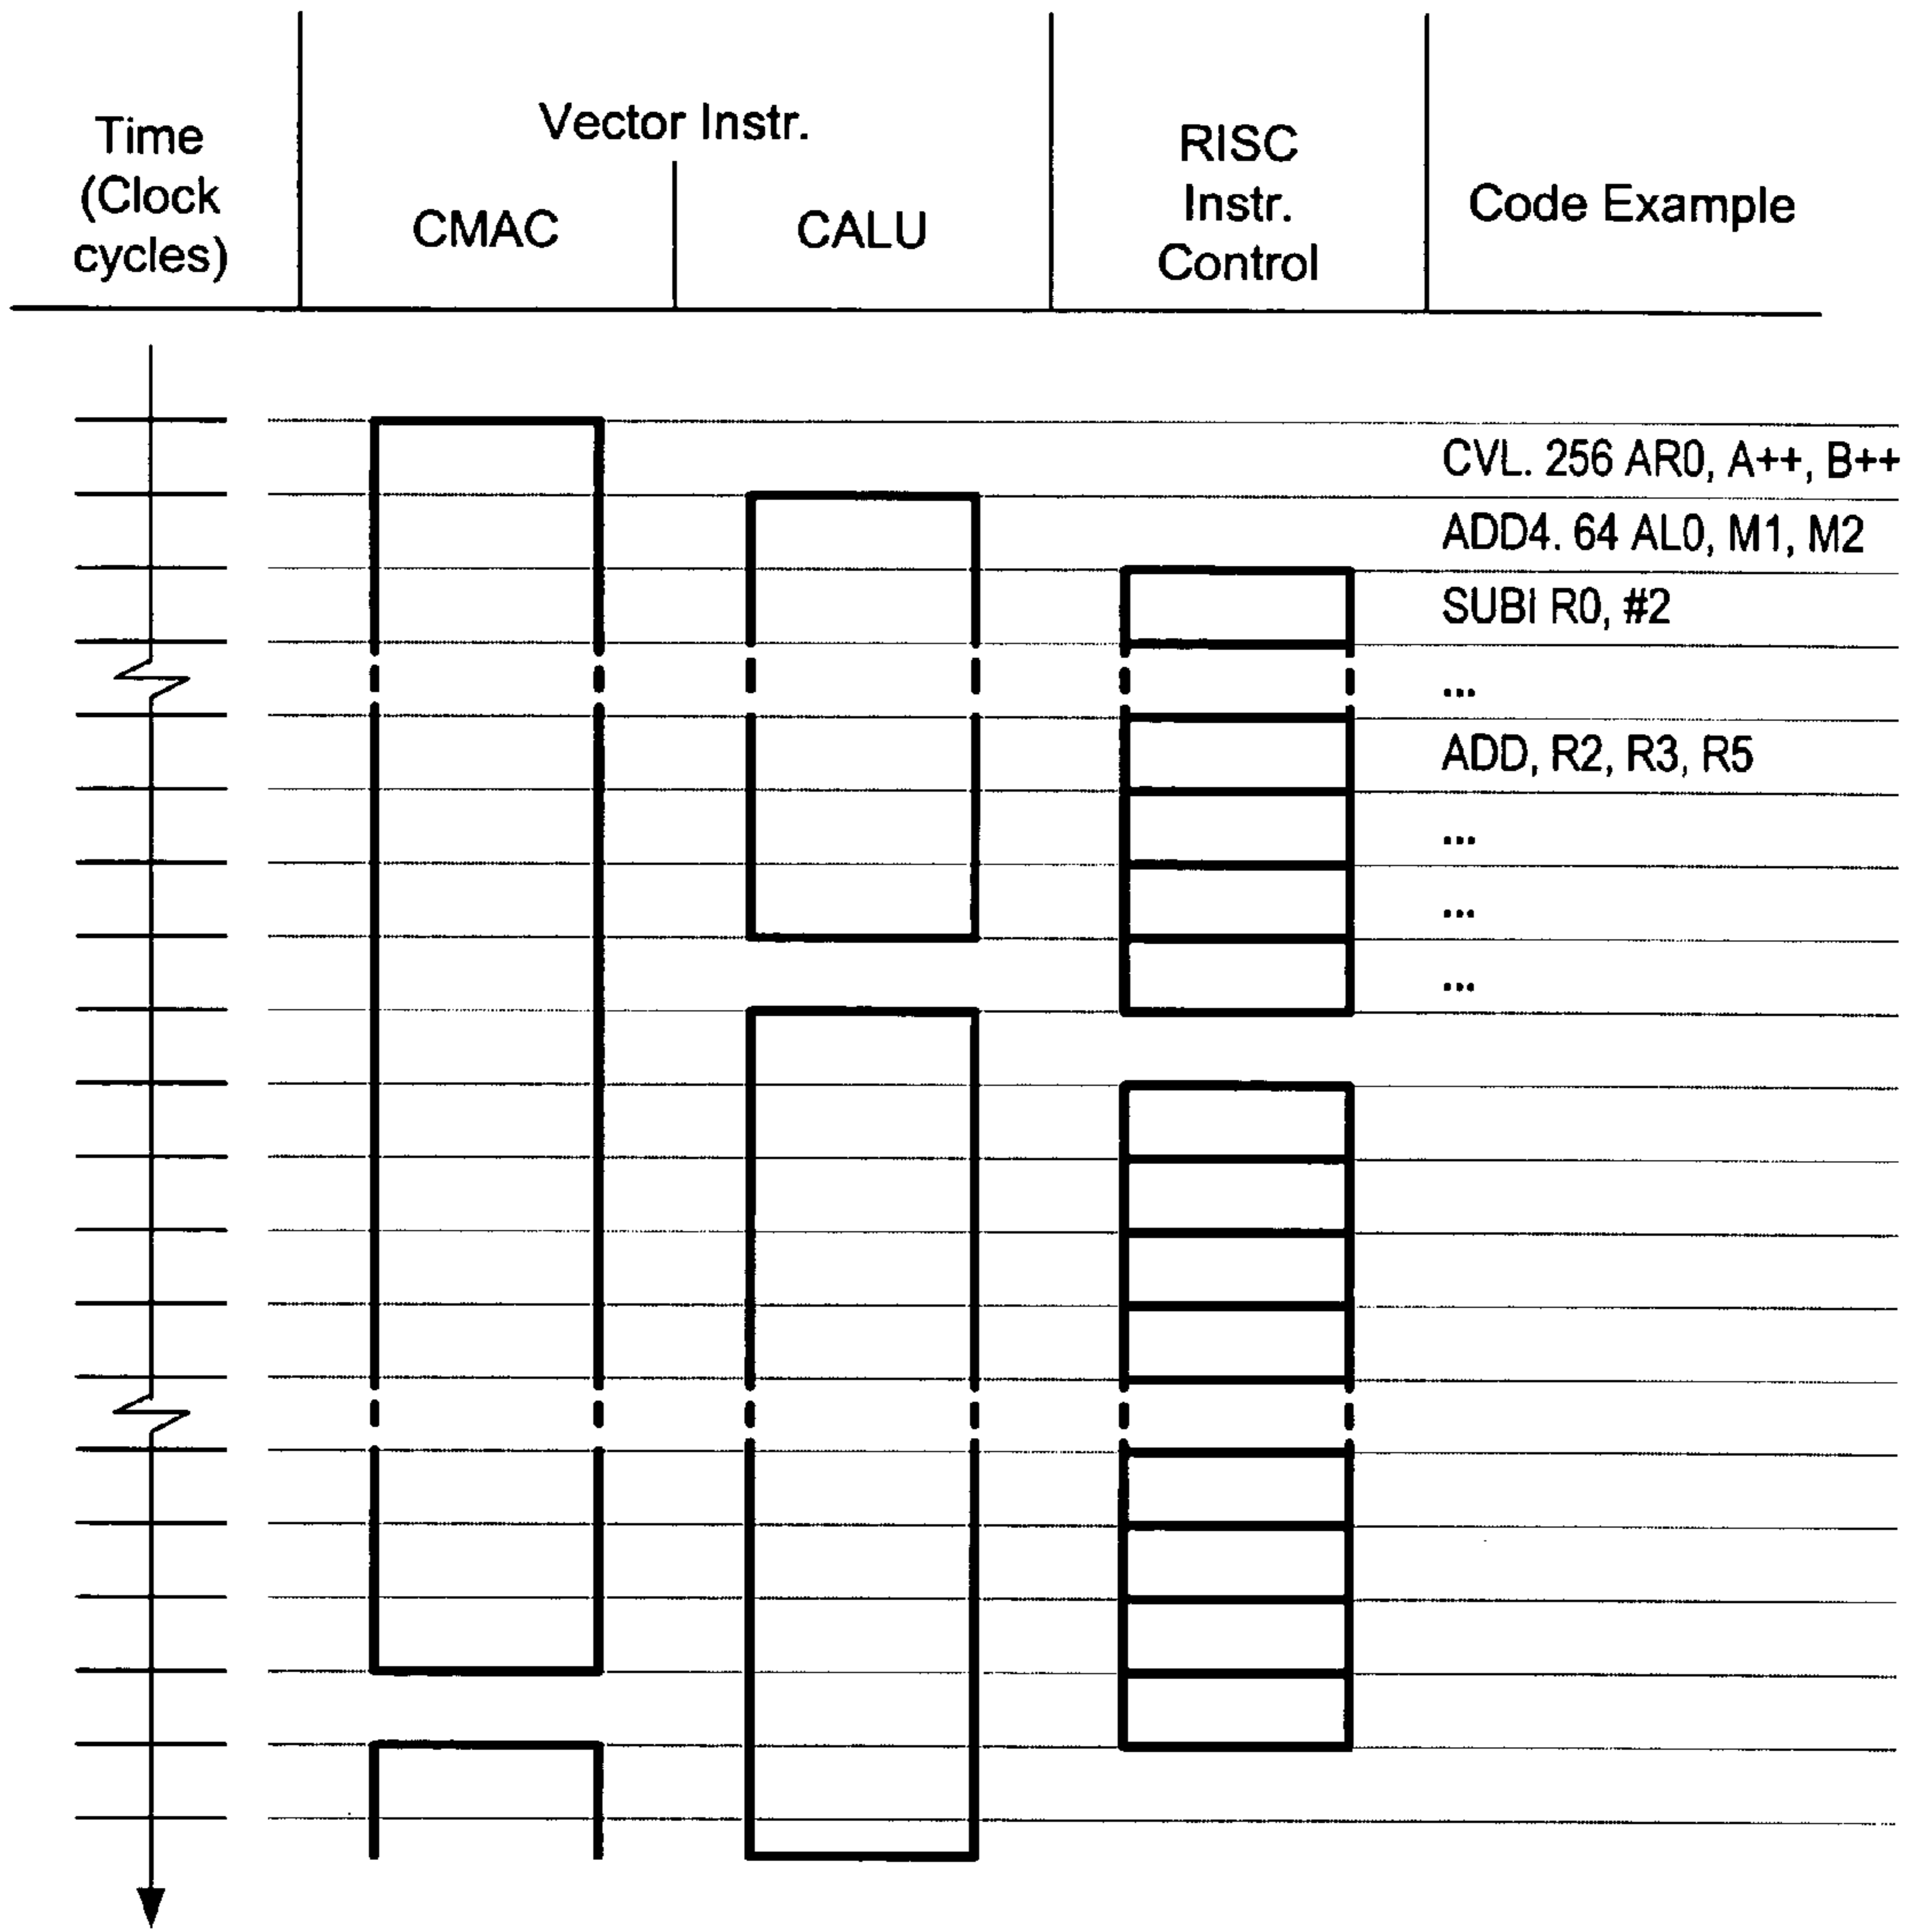 Time
(Clock
cycles)
Vector Instr.
CMAC
CALU
RISC
Instr.
Control
Code Example
CVL. 256 AR0, A++, B++
ADD4. 64 AL0, M1, M2
SUBI R0, #2
...
ADD, R2, R3, R5
...
...
...